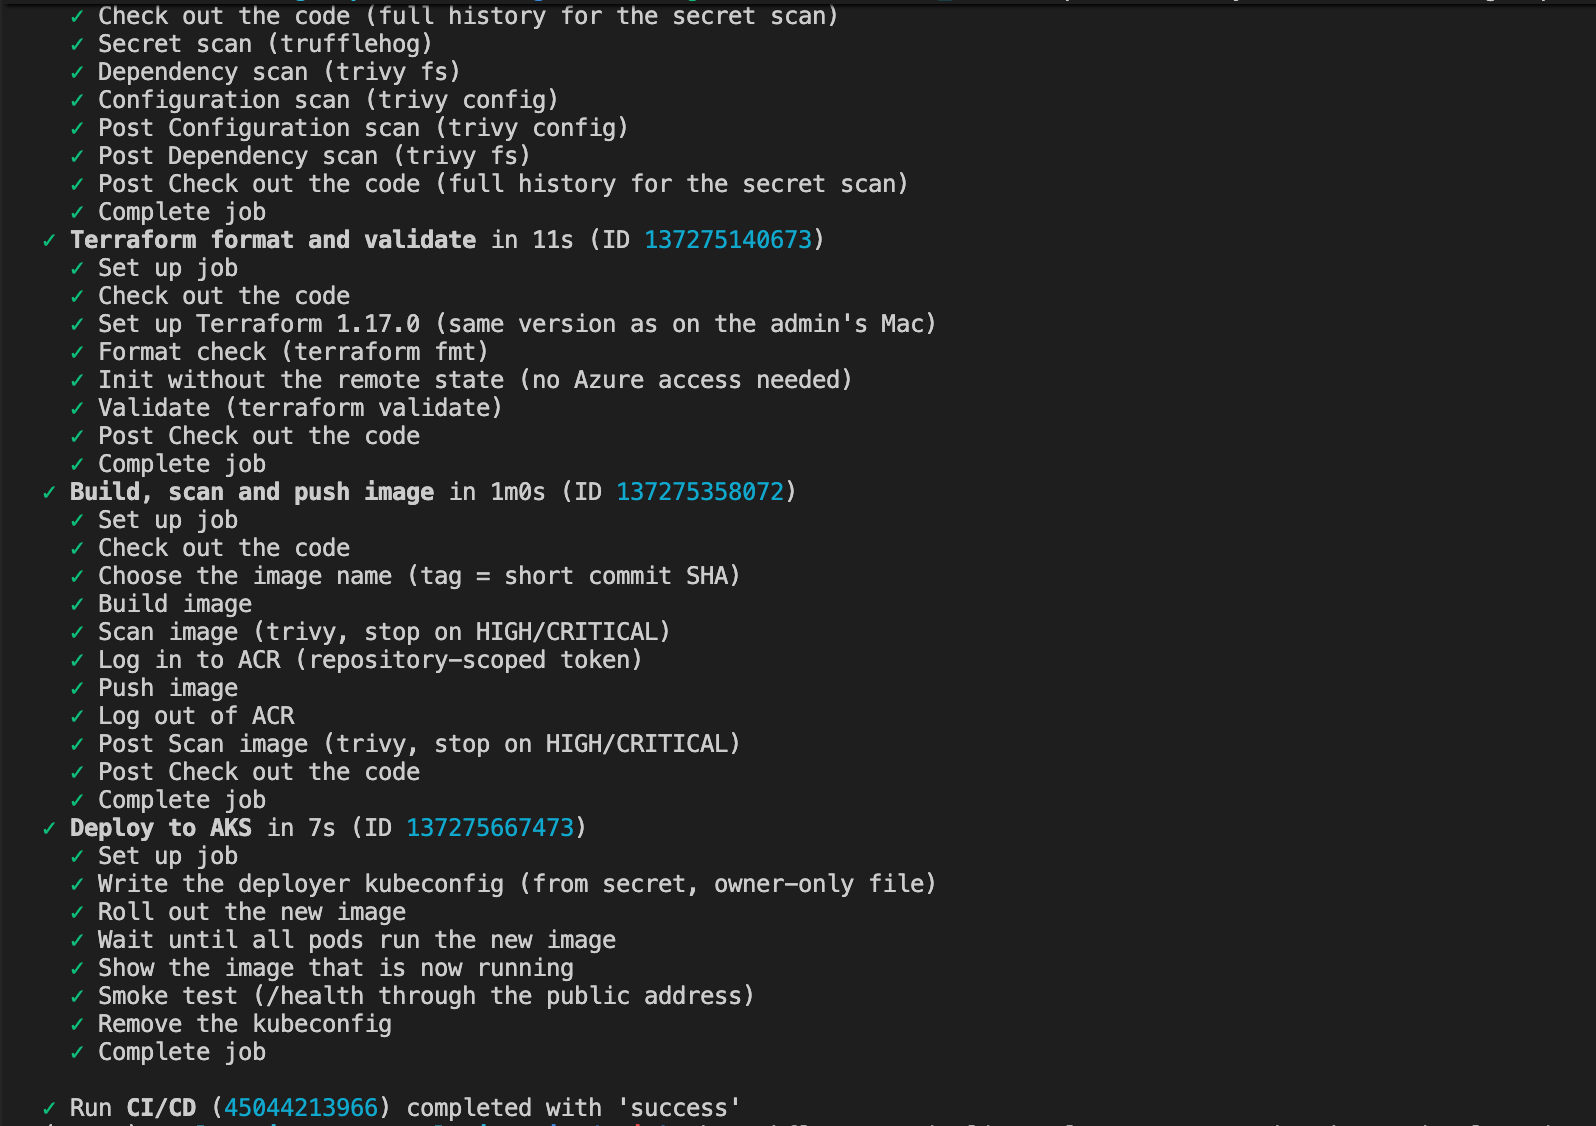 ✓ Check out the code (full history for the secret scan)
✓ Secret scan (trufflehog)
✓ Dependency scan (trivy fs)
✓ Configuration scan (trivy config)
✓ Post Configuration scan (trivy config)
✓ Post Dependency scan (trivy fs)
✓ Post Check out the code (full history for the secret scan)
✓ Complete job
✓ Terraform format and validate in 11s (ID 137275140673)
✓ Set up job
✓ Check out the code
✓ Set up Terraform 1.17.0 (same version as on the admin's Mac)
✓ Format check (terraform fmt)
✓ Init without the remote state (no Azure access needed)
✓ Validate (terraform validate)
✓ Post Check out the code
✓ Complete job
✓ Build, scan and push image in 1m0s (ID 137275358072)
✓ Set up job
✓ Check out the code
✓ Choose the image name (tag = short commit SHA)
✓ Build image
✓ Scan image (trivy, stop on HIGH/CRITICAL)
✓ Log in to ACR (repository-scoped token)
✓ Push image
✓ Log out of ACR
✓ Post Scan image (trivy, stop on HIGH/CRITICAL)
✓ Post Check out the code
✓ Complete job
✓ Deploy to AKS in 7s (ID 137275667473)
✓ Set up job
✓ Write the deployer kubeconfig (from secret, owner-only file)
✓ Roll out the new image
✓ Wait until all pods run the new image
✓ Show the image that is now running
✓ Smoke test (/health through the public address)
✓ Remove the kubeconfig
✓ Complete job
✓ Run CI/CD (45044213966) completed with 'success'